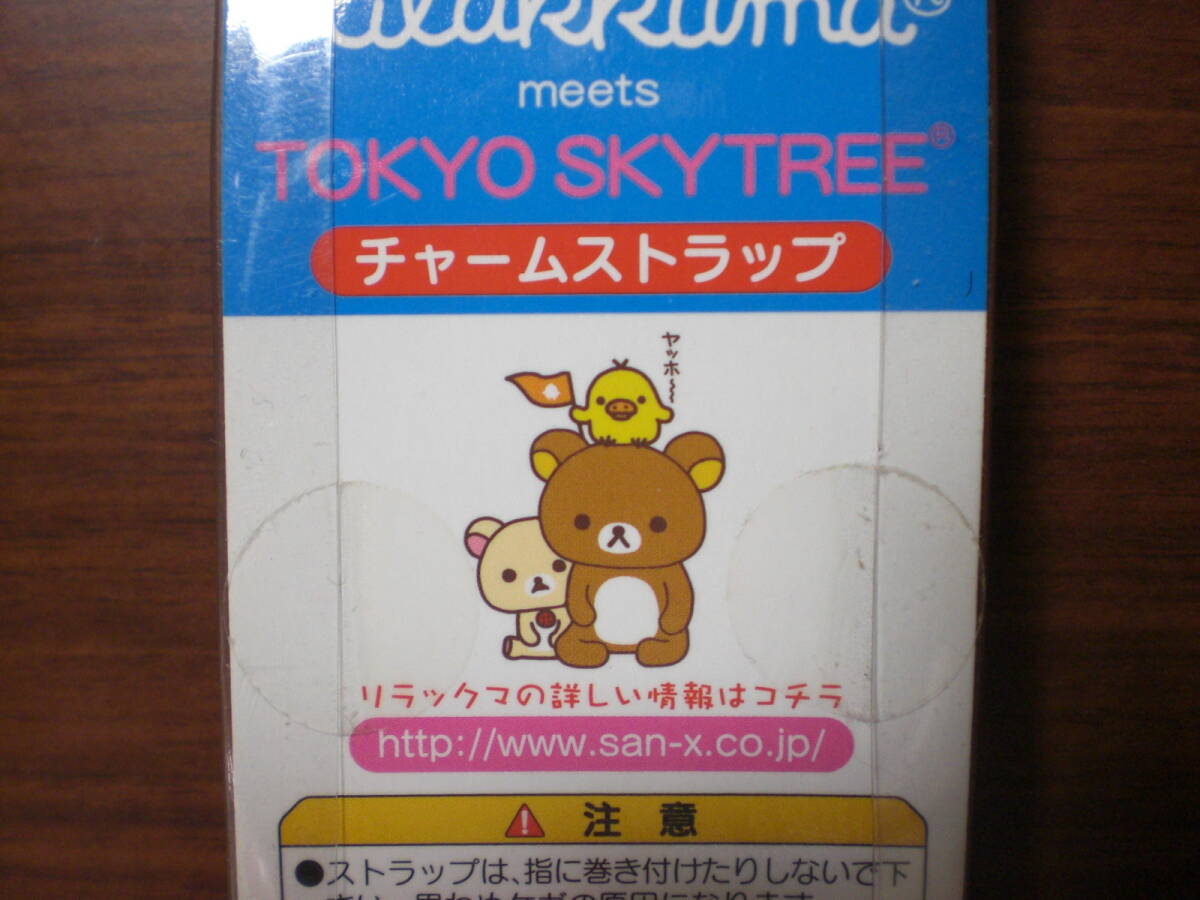 meets
TOKYO SKYTREE®
チャームストラップ
ヤッホ〜
リラックマの詳しい情報はコチラ
http://www.san-x.co.jp/
注意
●ストラップは、指に巻き付けたりしないで下